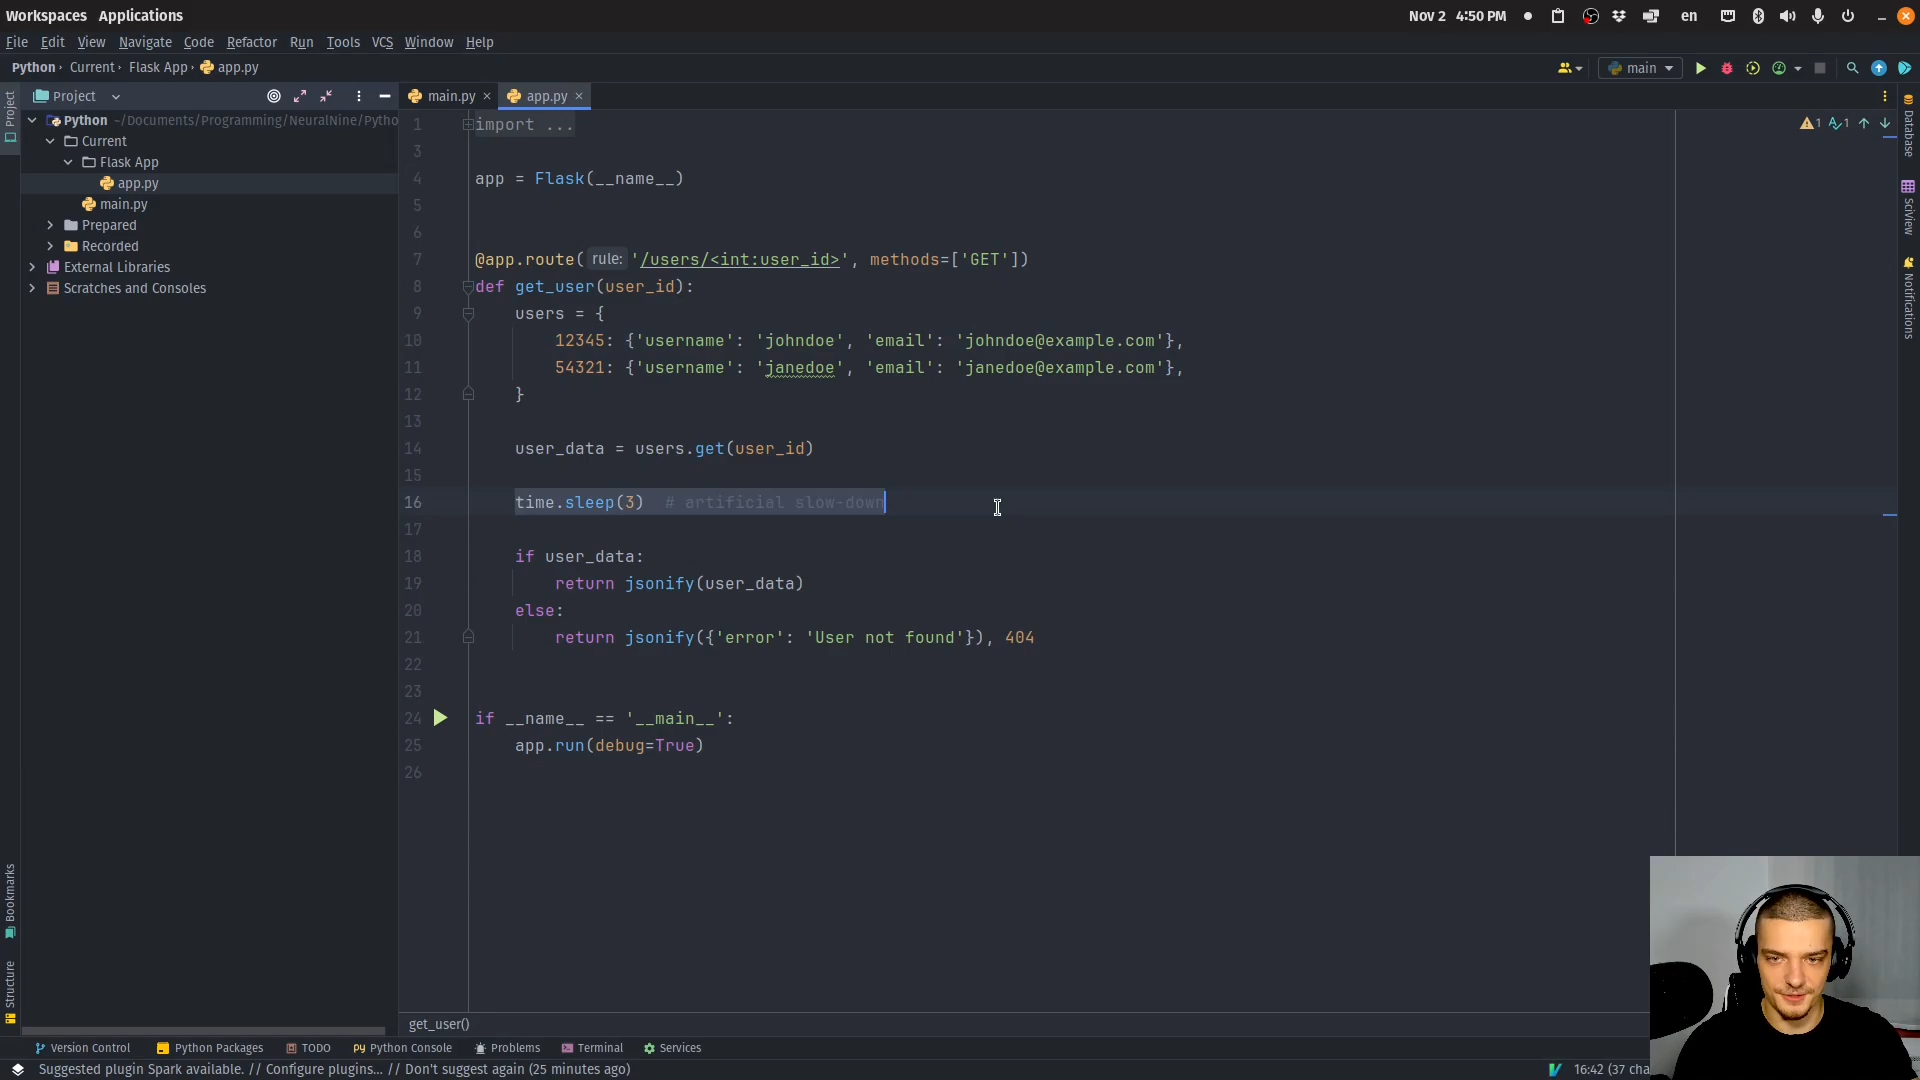 Workspaces Applications
Nov 2 4:50 PM
en
File Edit View Navigate Code Refactor Run Tools VCS Window Help
Python › Current › Flask App › app.py
main
Project
main.py
app.py
Project
Python ~/Documents/Programming/NeuralNine/Pytho
Current
Flask App
app.py
main.py
Prepared
Recorded
External Libraries
Scratches and Consoles
Bookmarks
Structure
1 import ...
3
4 app = Flask(__name__)
5
6
7 @app.route( rule: '/users/<int:user_id>', methods=['GET'])
8 def get_user(user_id):
9 users = {
10 12345: {'username': 'johndoe', 'email': 'johndoe@example.com'},
11 54321: {'username': 'janedoe', 'email': 'janedoe@example.com'},
12 }
13
14 user_data = users.get(user_id)
15
16 time.sleep(3) # artificial slow-down
17
18 if user_data:
19 return jsonify(user_data)
20 else:
21 return jsonify({'error': 'User not found'}), 404
22
23
24 if __name__ == '__main__':
25 app.run(debug=True)
26
1 1
Database
SciView
Notifications
get_user()
Version Control Python Packages TODO Python Console Problems Terminal Services
Suggested plugin Spark available. // Configure plugins... // Don't suggest again (25 minutes ago)
16:42 (37 cha